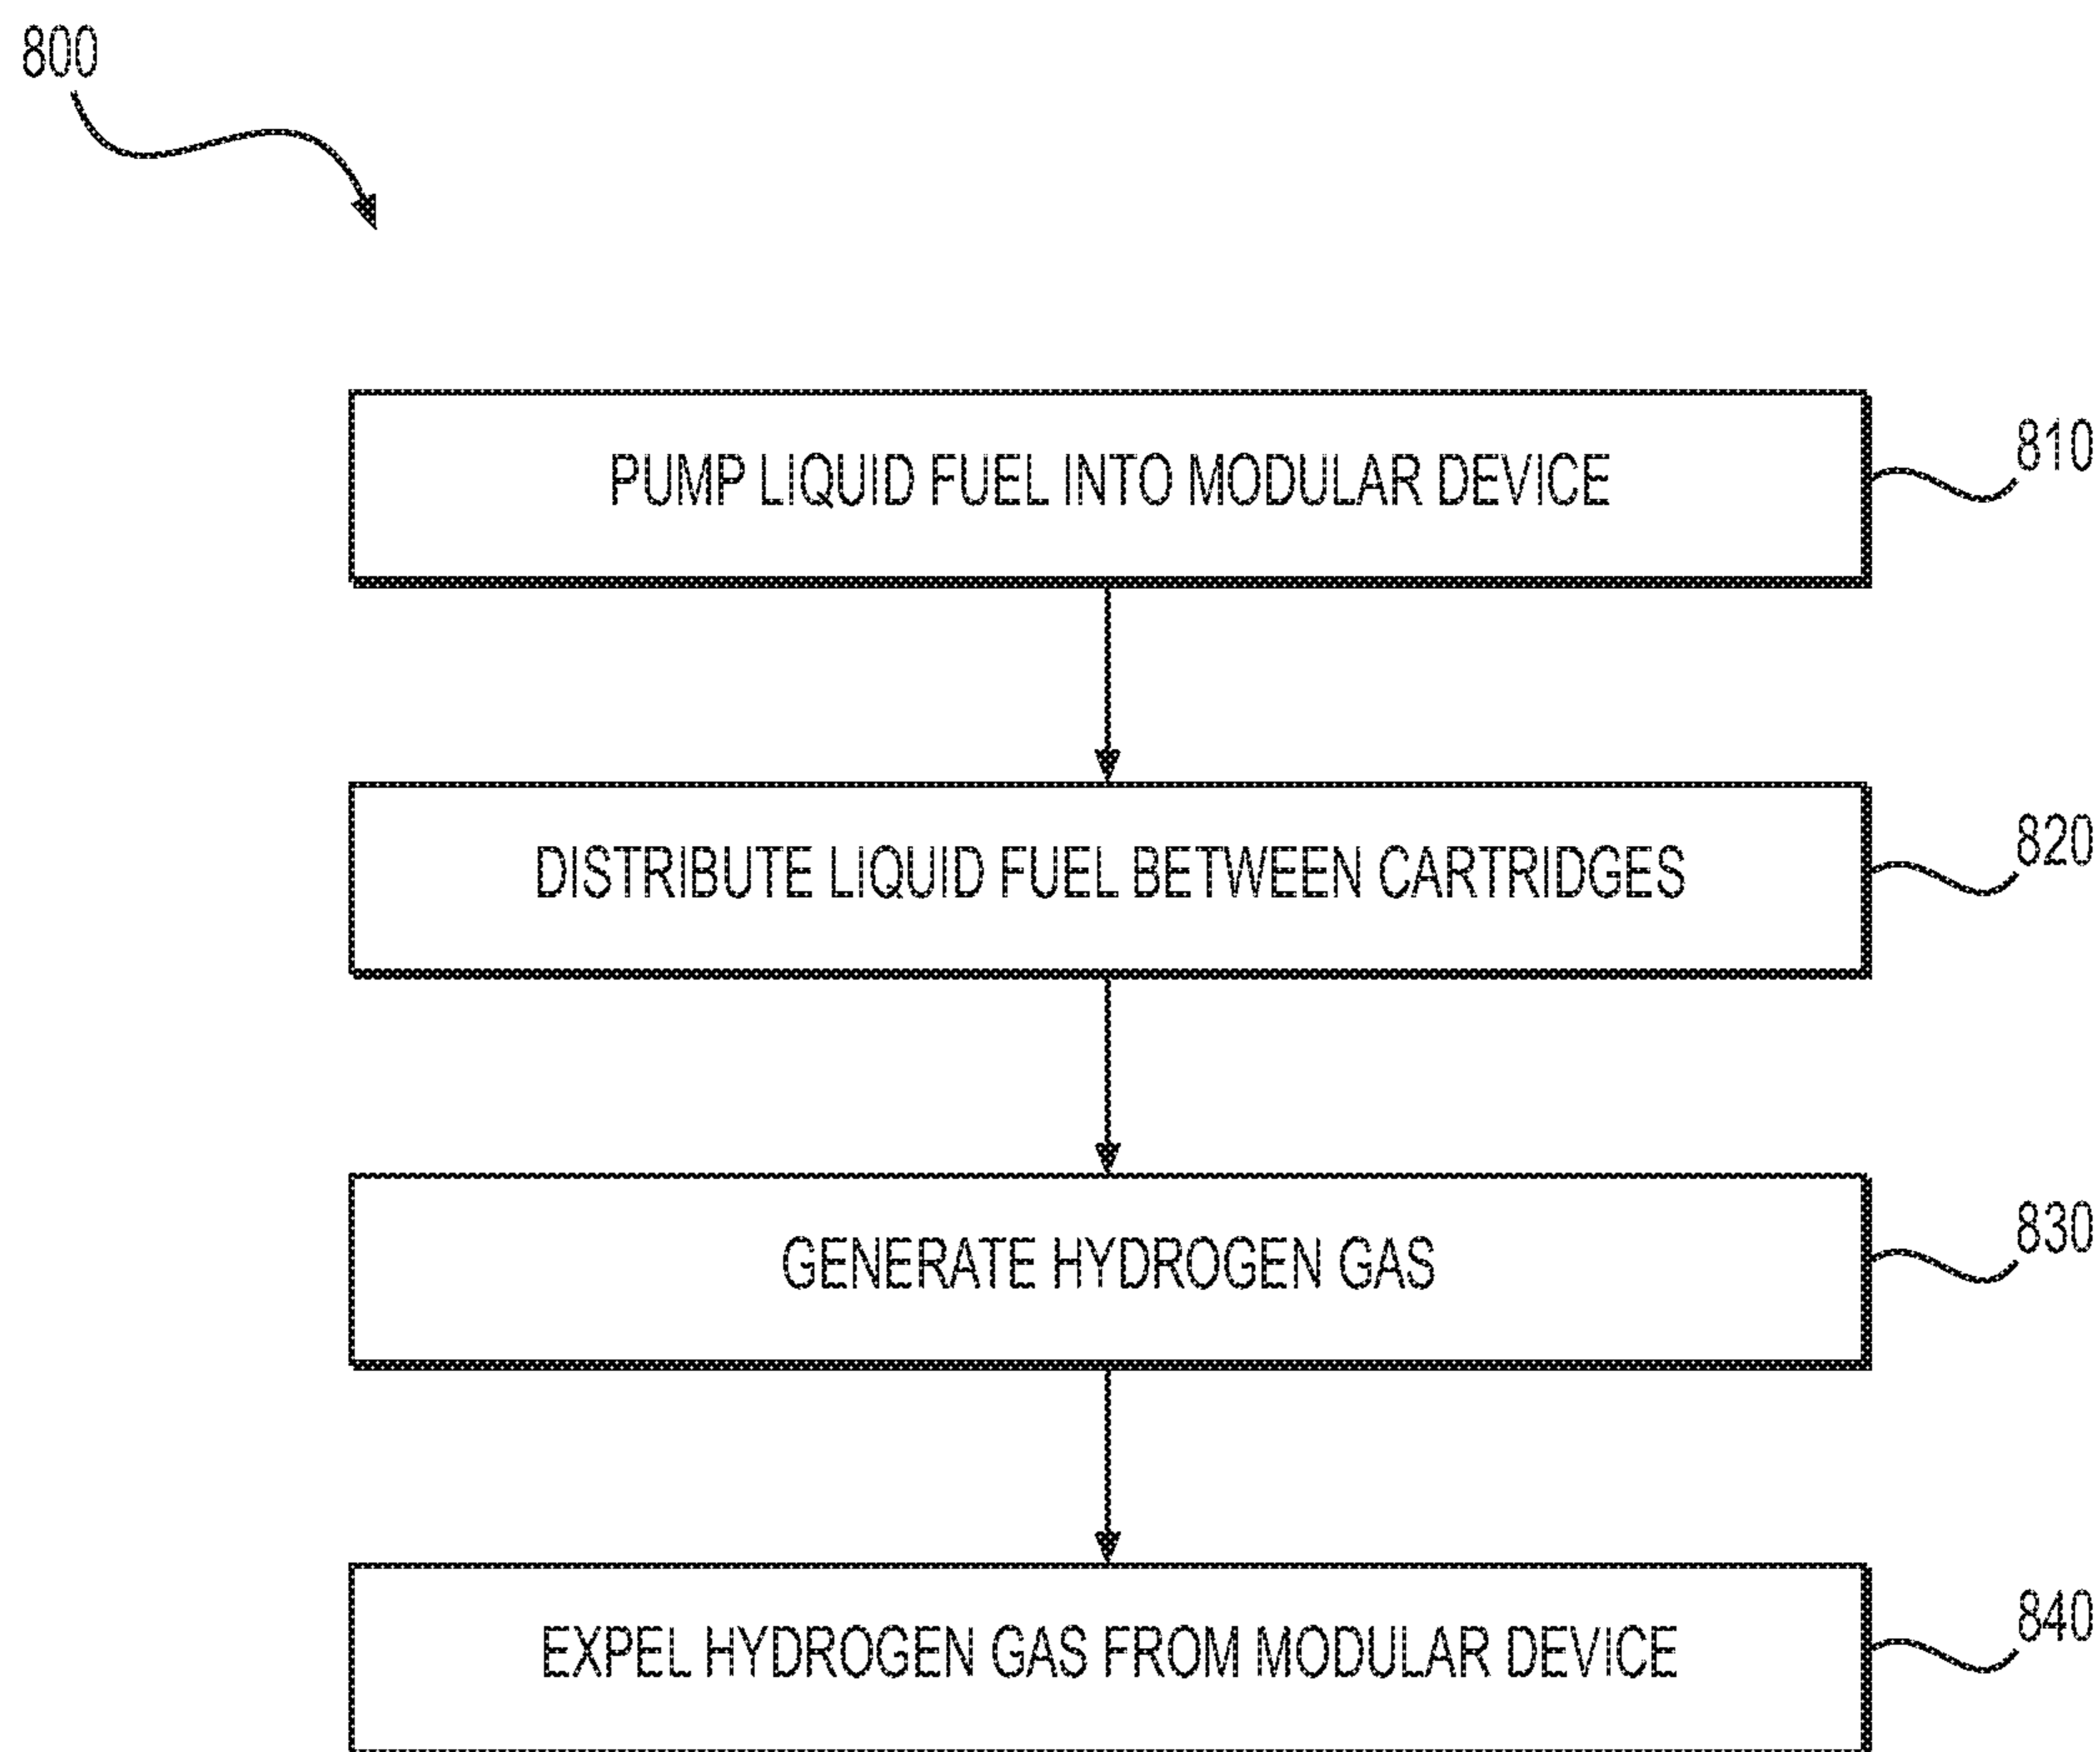 800
PUMP LIQUID FUEL INTO MODULAR DEVICE
810
DISTRIBUTE LIQUID FUEL BETWEEN CARTRIDGES
820
GENERATE HYDROGEN GAS
830
EXPEL HYDROGEN GAS FROM MODULAR DEVICE
840